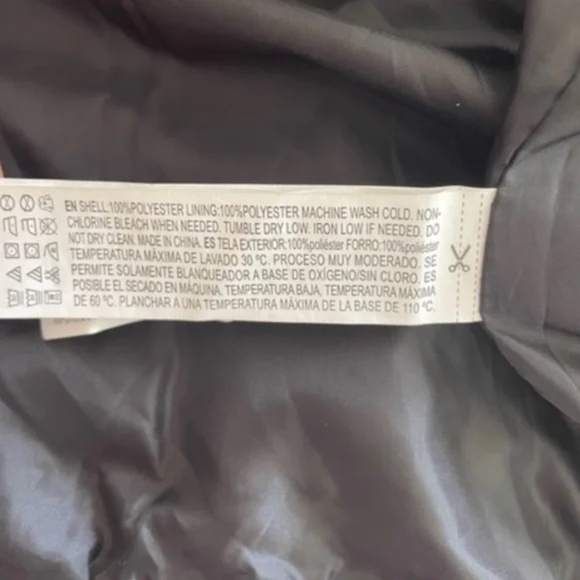 EN SHELL:100%POLYESTER LINING:100%POLYESTER MACHINE WASH COLD. NON-
CHLORINE BLEACH WHEN NEEDED. TUMBLE DRY LOW. IRON LOW IF NEEDED. DO
NOT DRY CLEAN. MADE IN CHINA. ES TELA EXTERIOR:100%poliéster FORRO:100%poliéster
TEMPERATURA MÁXIMA DE LAVADO 30 ºC. PROCESO MUY MODERADO. SE
PERMITE SOLAMENTE BLANQUEADOR A BASE DE OXÍGENO/SIN CLORO. ES
POSIBLE EL SECADO EN MÁQUINA. TEMPERATURA BAJA, TEMPERATURA MÁXIMA
DE 60 ºC. PLANCHAR A UNA TEMPERATURA MÁXIMA DE LA BASE DE 110 ºC.